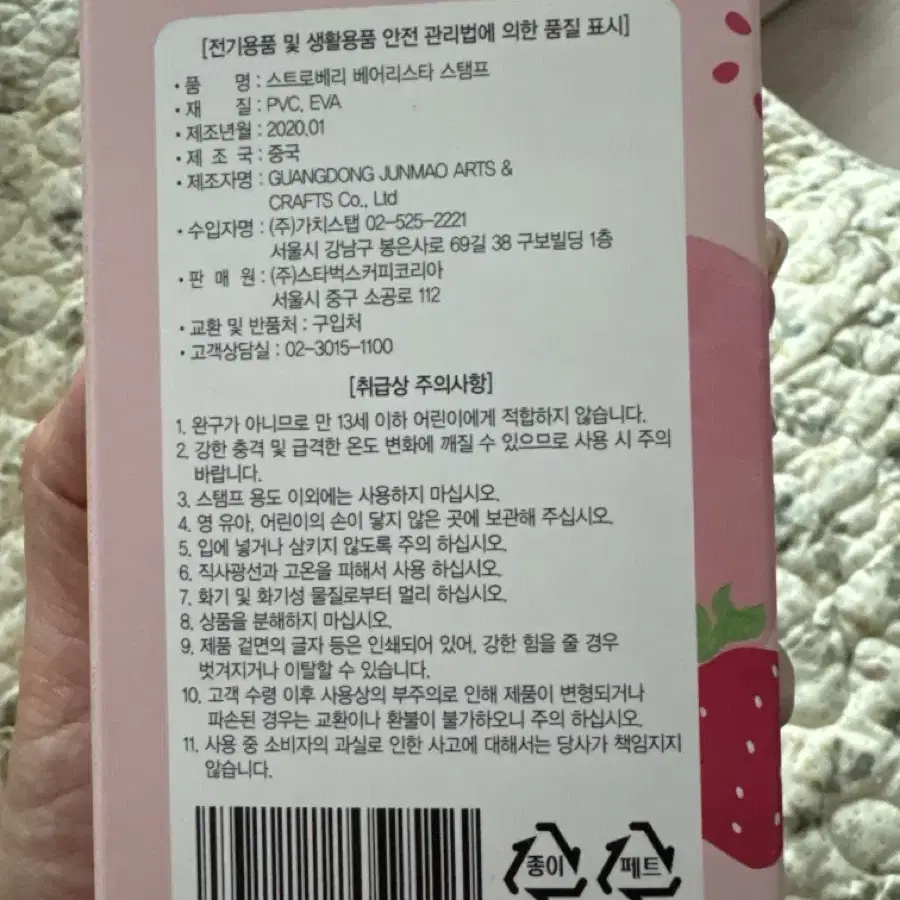 [전기용품 및 생활용품 안전 관리법에 의한 품질 표시]
• 품 명 : 스트로베리 베어리스타 스탬프
• 재 질 : PVC, EVA
• 제조년월 : 2020.01
• 제 조 국 : 중국
• 제조자명 : GUANGDONG JUNMAO ARTS &
CRAFTS Co., Ltd
• 수입자명 : (주)가치스탭 02-525-2221
서울시 강남구 봉은사로 69길 38 구보빌딩 1층
• 판 매 원 : (주)스타벅스커피코리아
서울시 중구 소공로 112
• 교환 및 반품처 : 구입처
• 고객상담실 : 02-3015-1100
[취급상 주의사항]
1. 완구가 아니므로 만 13세 이하 어린이에게 적합하지 않습니다.
2. 강한 충격 및 급격한 온도 변화에 깨질 수 있으므로 사용 시 주의
바랍니다.
3. 스탬프 용도 이외에는 사용하지 마십시오.
4. 영 유아, 어린이의 손이 닿지 않은 곳에 보관해 주십시오.
5. 입에 넣거나 삼키지 않도록 주의 하십시오.
6. 직사광선과 고온을 피해서 사용 하십시오.
7. 화기 및 화기성 물질로부터 멀리 하십시오.
8. 상품을 분해하지 마십시오.
9. 제품 겉면의 글자 등은 인쇄되어 있어, 강한 힘을 줄 경우
벗겨지거나 이탈할 수 있습니다.
10. 고객 수령 이후 사용상의 부주의로 인해 제품이 변형되거나
파손된 경우는 교환이나 환불이 불가하오니 주의 하십시오.
11. 사용 중 소비자의 과실로 인한 사고에 대해서는 당사가 책임지지
않습니다.
종이 페트